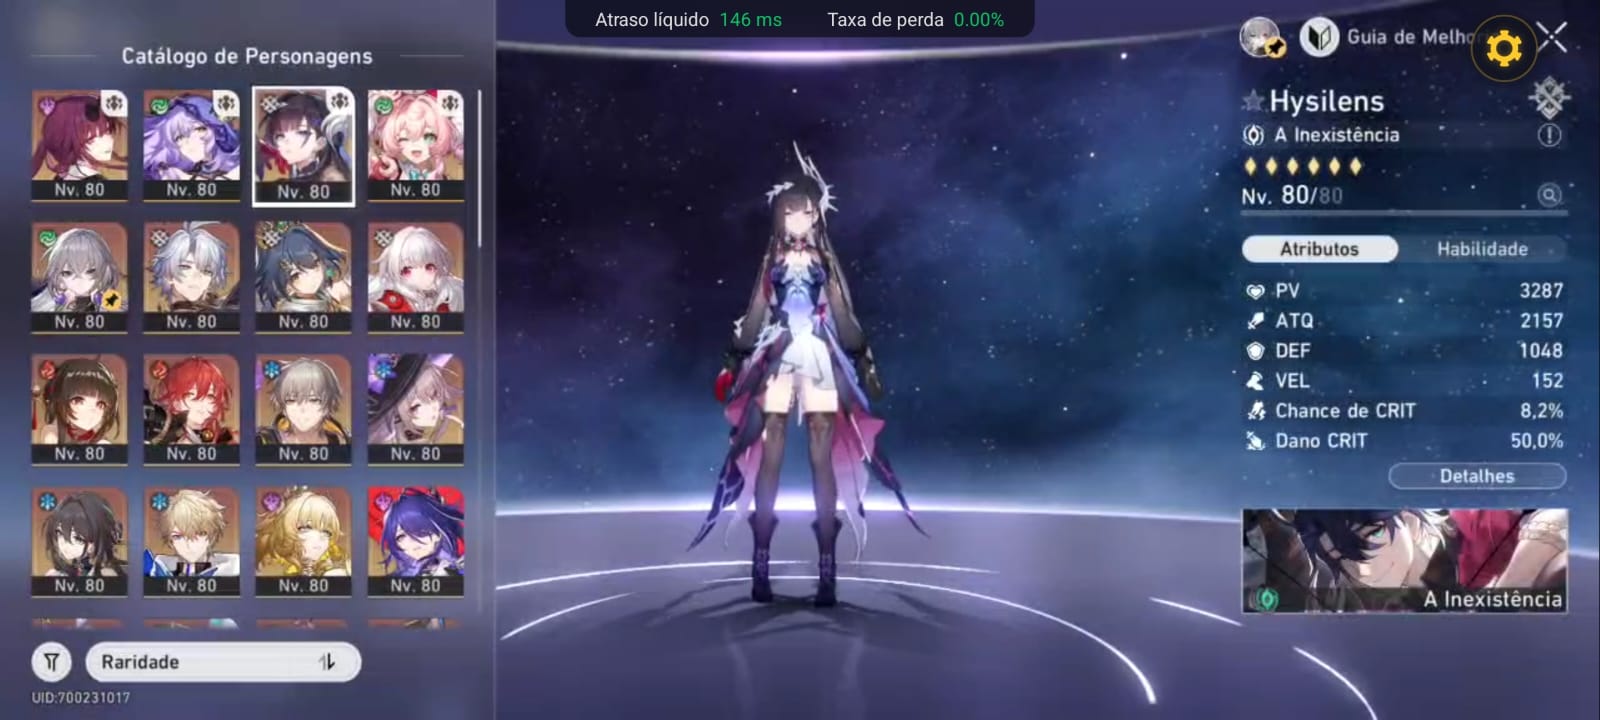 Atraso líquido 146 ms Taxa de perda 0.00%
Catálogo de Personagens
Nv. 80 Nv. 80 Nv. 80 Nv. 80
Nv. 80 Nv. 80 Nv. 80 Nv. 80
Nv. 80 Nv. 80 Nv. 80 Nv. 80
Nv. 80 Nv. 80 Nv. 80 Nv. 80
Raridade
UID:700231017
Guia de Melho
Hysilens
A Inexistência
Nv. 80/80
Atributos Habilidade
PV 3287
ATQ 2157
DEF 1048
VEL 152
Chance de CRIT 8,2%
Dano CRIT 50,0%
Detalhes
A Inexistência